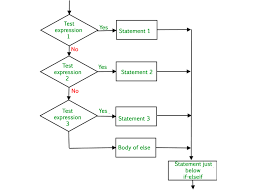 Test
expression
1
Yes
Statement 1
No
Test
expression
2
Yes
Statement 2
No
Test
expression
3
Yes
Statement 3
Body of else
Statement just
below
if elseif